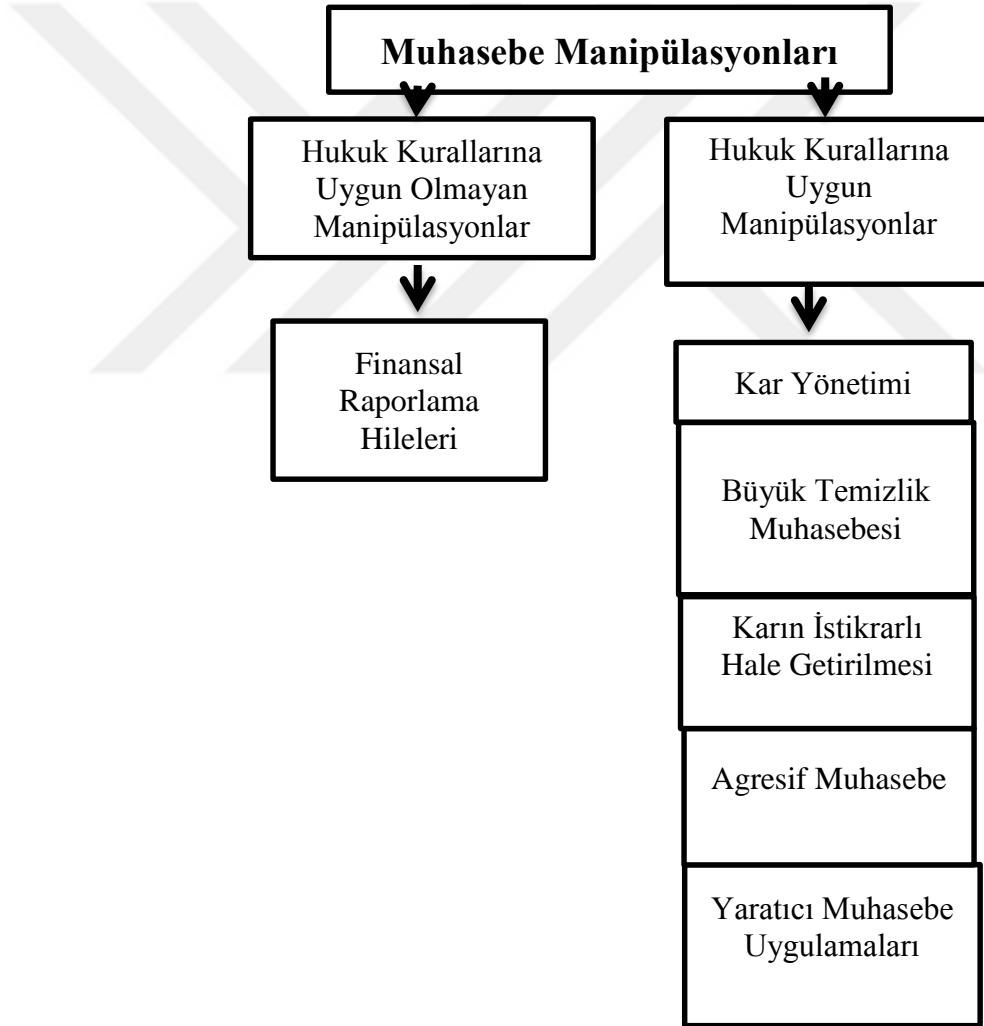 Muhasebe Manipülasyonları
Hukuk Kurallarına
Uygun Olmayan
Manipülasyonlar
Hukuk Kurallarına
Uygun
Manipülasyonlar
Finansal
Raporlama
Hileleri
Kar Yönetimi
Büyük Temizlik
Muhasebesi
Karın İstikrarlı
Hale Getirilmesi
Agresif Muhasebe
Yaratıcı Muhasebe
Uygulamaları